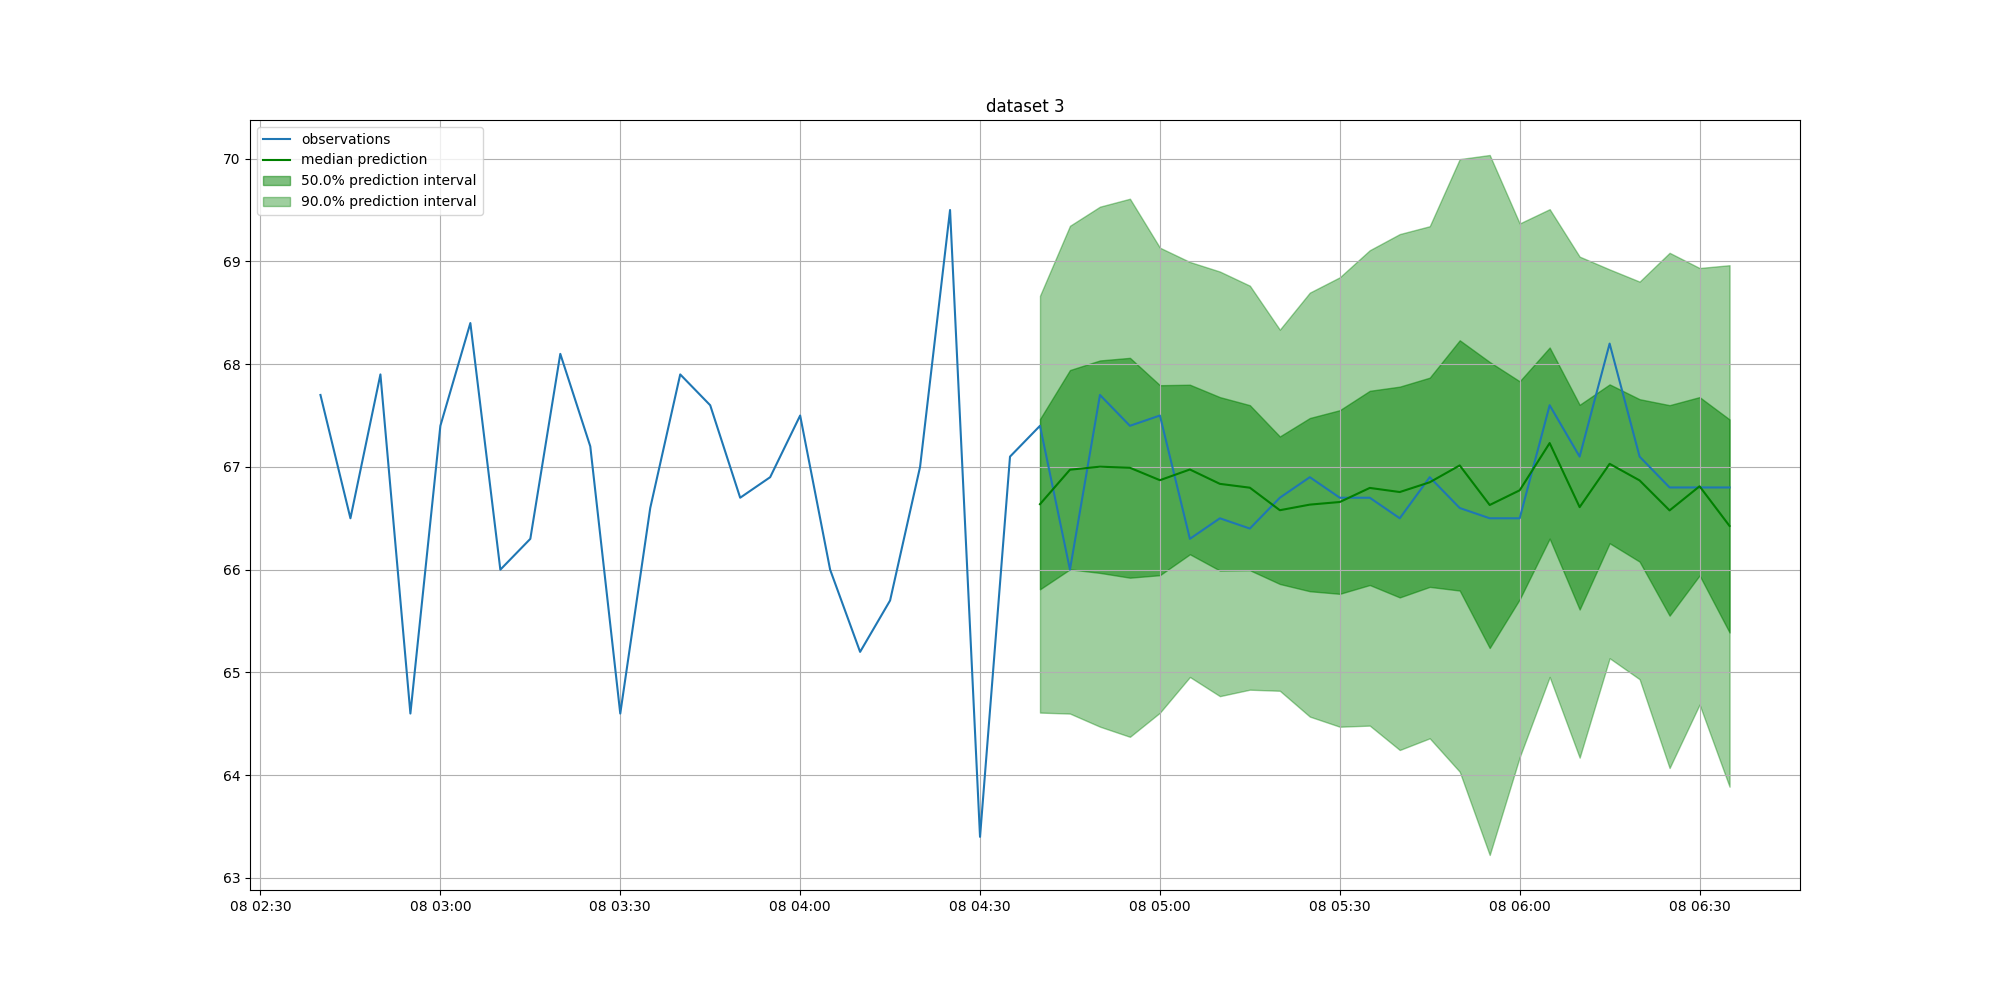 dataset 3
observations
median prediction
50.0% prediction interval
90.0% prediction interval
70
69
68
67
66
65
64
63
08 02:30 08 03:00 08 03:30 08 04:00 08 04:30 08 05:00 08 05:30 08 06:00 08 06:30